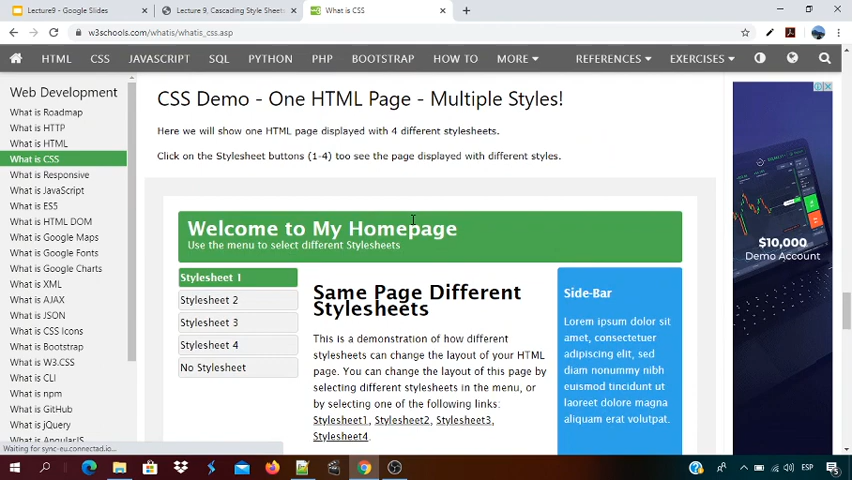 Lecture9 - Google Slides
Lecture 9, Cascading Style Sheets
What is CSS
w3schools.com/whatis/whatis_css.asp
HTML CSS JAVASCRIPT SQL PYTHON PHP BOOTSTRAP HOW TO MORE REFERENCES EXERCISES
Web Development
What is Roadmap
What is HTTP
What is HTML
What is CSS
What is Responsive
What is JavaScript
What is ES5
What is HTML DOM
What is Google Maps
What is Google Fonts
What is Google Charts
What is XML
What is AJAX
What is JSON
What is CSS Icons
What is Bootstrap
What is W3.CSS
What is CLI
What is npm
What is GitHub
What is jQuery
What is AngularJS
Waiting for sync-eu.connectad.io...
CSS Demo - One HTML Page - Multiple Styles!
Here we will show one HTML page displayed with 4 different stylesheets.
Click on the Stylesheet buttons (1-4) too see the page displayed with different styles.
Welcome to My Homepage
Use the menu to select different Stylesheets
Stylesheet 1
Stylesheet 2
Stylesheet 3
Stylesheet 4
No Stylesheet
Same Page Different
Stylesheets
This is a demonstration of how different
stylesheets can change the layout of your HTML
page. You can change the layout of this page by
selecting different stylesheets in the menu, or
by selecting one of the following links:
Stylesheet1, Stylesheet2, Stylesheet3,
Stylesheet4.
Side-Bar
Lorem ipsum dolor sit
amet, consectetuer
adipiscing elit, sed
diam nonummy nibh
euismod tincidunt ut
laoreet dolore magna
aliquam erat volutpat.
$10,000
Demo Account
ESP